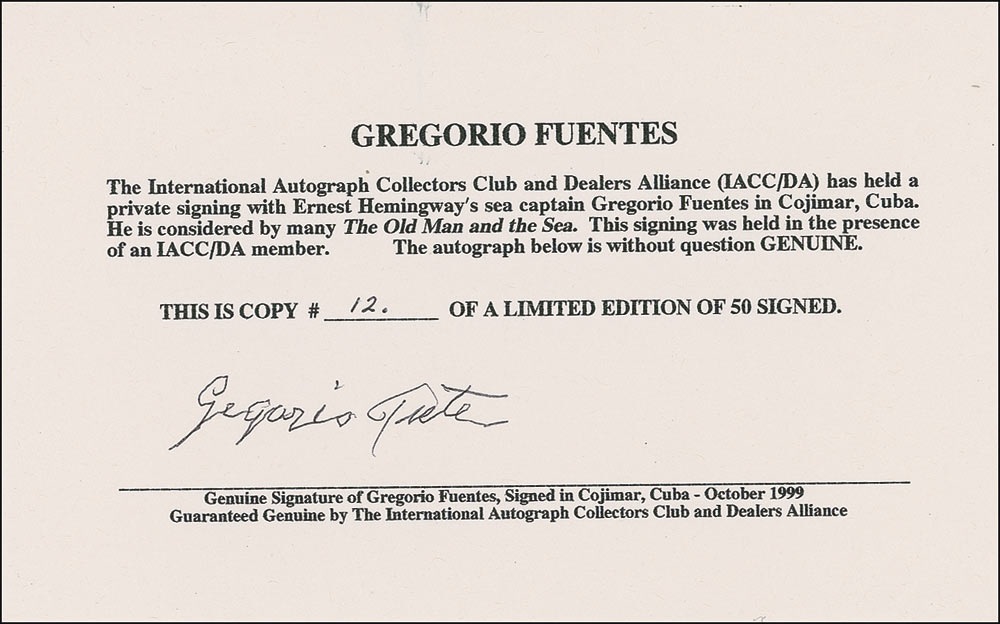 GREGORIO FUENTES
The International Autograph Collectors Club and Dealers Alliance (IACC/DA) has held a
private signing with Ernest Hemingway's sea captain Gregorio Fuentes in Cojimar, Cuba.
He is considered by many The Old Man and the Sea. This signing was held in the presence
of an IACC/DA member. The autograph below is without question GENUINE.
THIS IS COPY # 12. OF A LIMITED EDITION OF 50 SIGNED.
Gegorio Fuete
Genuine Signature of Gregorio Fuentes, Signed in Cojimar, Cuba - October 1999
Guaranteed Genuine by The International Autograph Collectors Club and Dealers Alliance